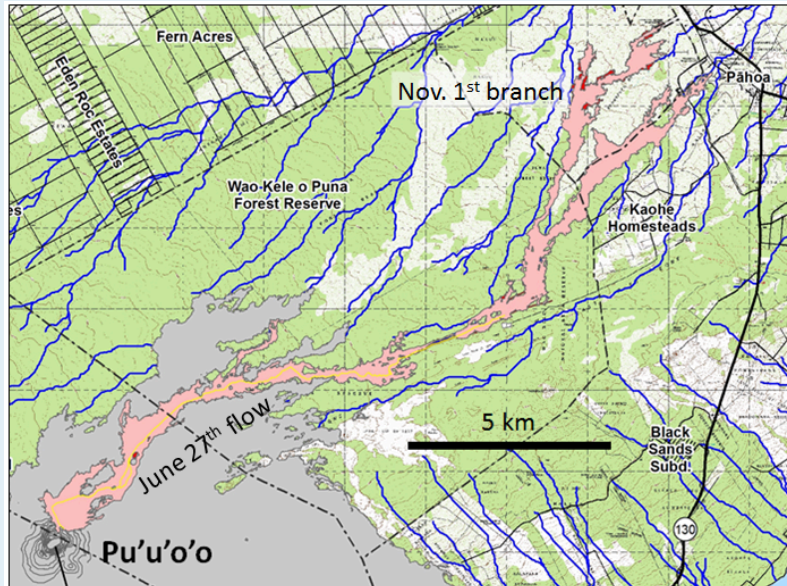 Fern Acres
Eden Roc Estates
Nov. 1st branch
Pāhoa
Wao Kele o Puna
Forest Reserve
es
Kaohe
Homesteads
5 km
June 27th flow
Black
Sands
Subd.
130
Pu'u'o'o